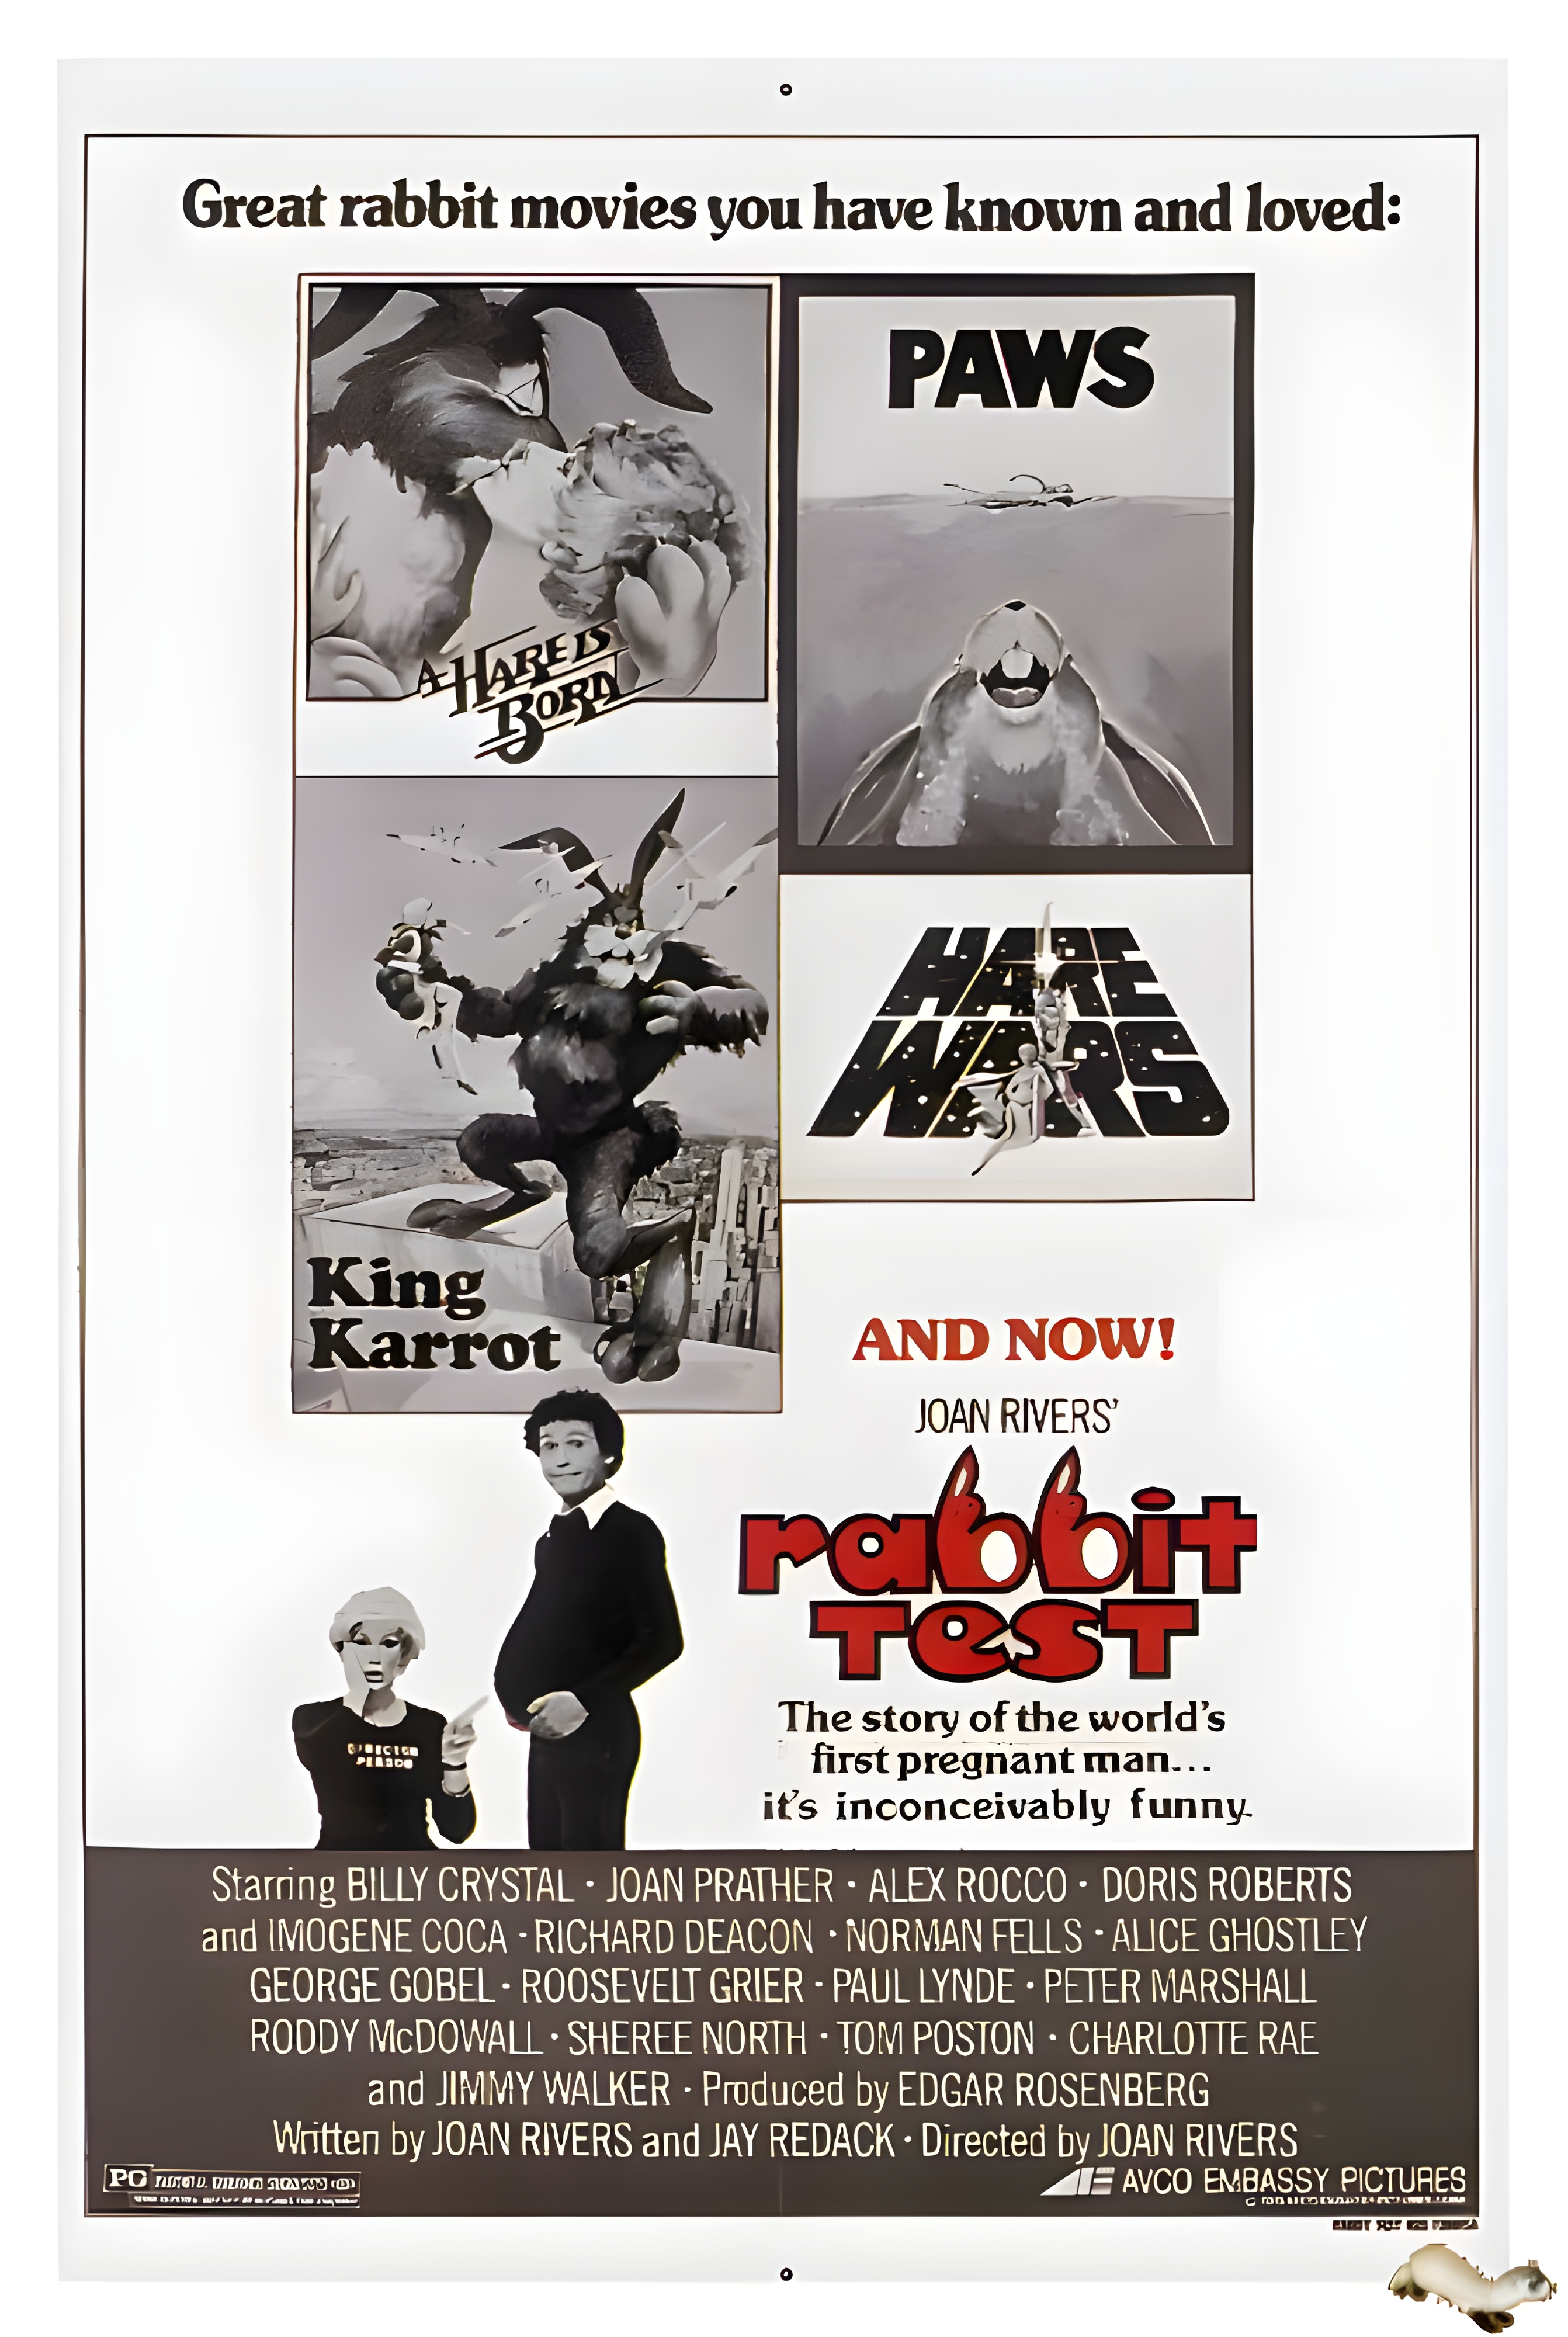 Great rabbit movies you have known and loved:
A HARE IS
BORN
PAWS
King
Karrot
HARE
WARS
AND NOW!
JOAN RIVERS'
rabbit
TEST
The story of the world's
first pregnant man...
it's inconceivably funny.
Starring BILLY CRYSTAL · JOAN PRATHER · ALEX ROCCO · DORIS ROBERTS
and IMOGENE COCA · RICHARD DEACON · NORMAN FELLS · ALICE GHOSTLEY
GEORGE GOBEL · ROOSEVELT GRIER · PAUL LYNDE · PETER MARSHALL
RODDY McDOWALL · SHEREE NORTH · TOM POSTON · CHARLOTTE RAE
and JIMMY WALKER · Produced by EDGAR ROSENBERG
Written by JOAN RIVERS and JAY REDACK · Directed by JOAN RIVERS
PG
AVCO EMBASSY PICTURES